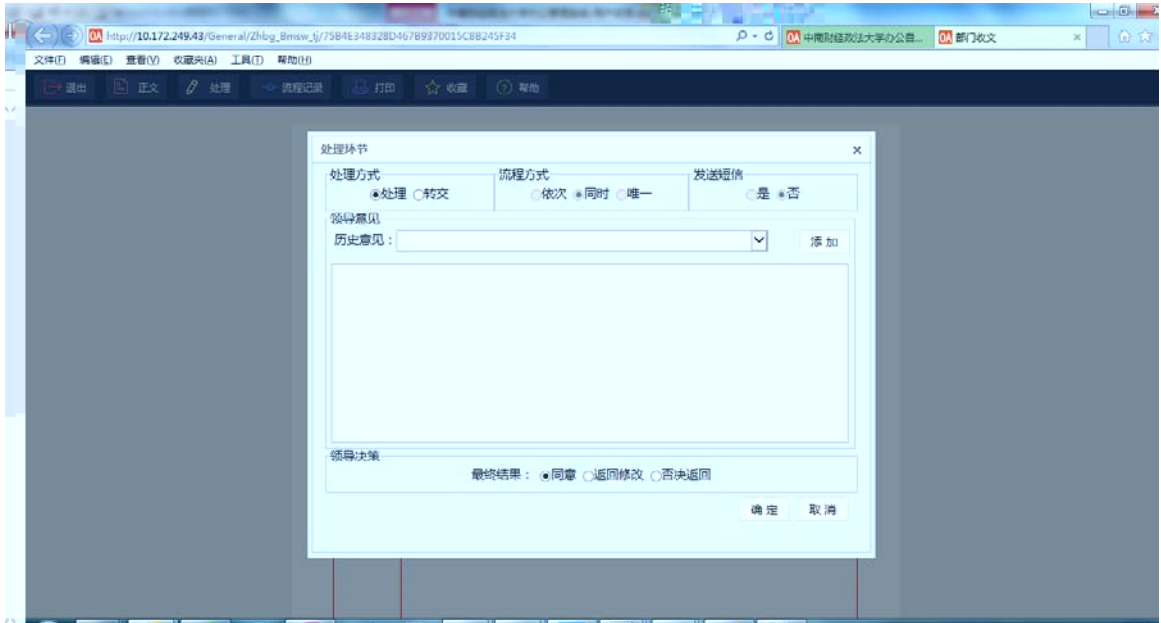 http://10.172.249.43/General/Zhbg_Bmsw_tj/75B4E348328D467B9370015C8B245F34
中南财经政法大学办公自...
部门收文
文件(F) 编辑(E) 查看(V) 收藏夹(A) 工具(T) 帮助(H)
退出 正文 处理 流程记录 打印 收藏 帮助
处理环节
处理方式 流程方式 发送短信
处理 转交 依次 同时 唯一 是 否
领导意见
历史意见： 添加
领导决策
最终结果： 同意 返回修改 否决返回
确定 取消